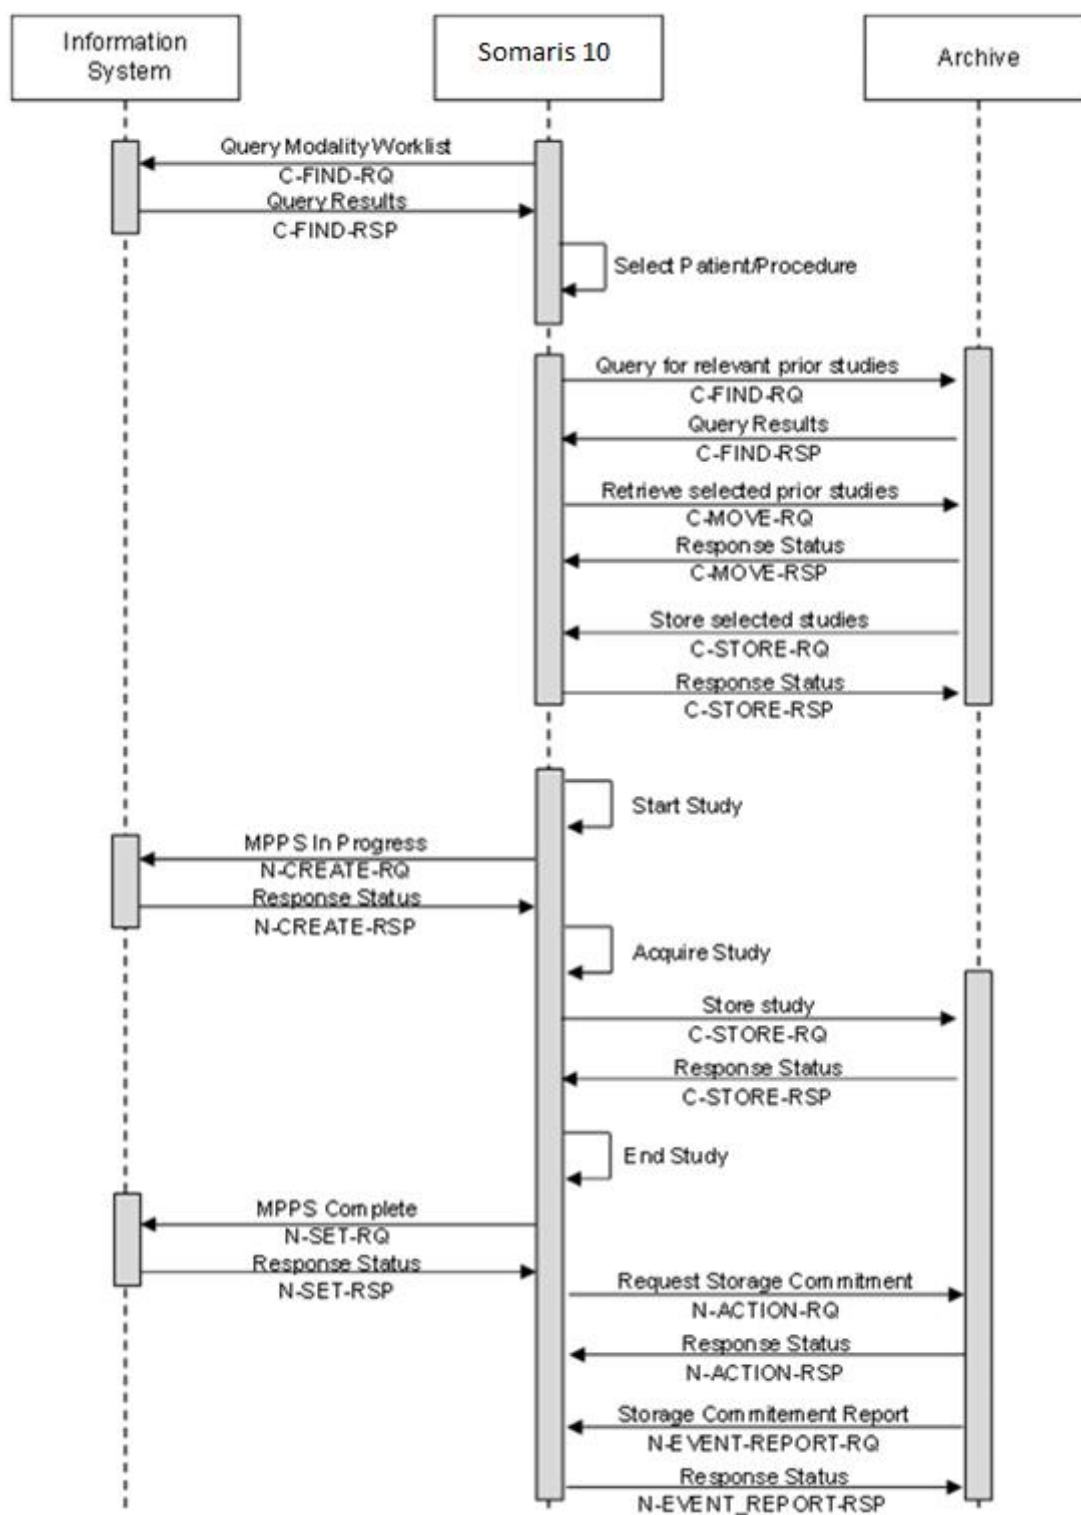 Information
System
Somaris 10
Archive
Query Modality Worklist
C-FIND-RQ
Query Results
C-FIND-RSP
Select Patient/Procedure
Query for relevant prior studies
C-FIND-RQ
Query Results
C-FIND-RSP
Retrieve selected prior studies
C-MOVE-RQ
Response Status
C-MOVE-RSP
Store selected studies
C-STORE-RQ
Response Status
C-STORE-RSP
Start Study
MPPS In Progress
N-CREATE-RQ
Response Status
N-CREATE-RSP
Acquire Study
Store study
C-STORE-RQ
Response Status
C-STORE-RSP
End Study
MPPS Complete
N-SET-RQ
Response Status
N-SET-RSP
Request Storage Commitment
N-ACTION-RQ
Response Status
N-ACTION-RSP
Storage Commitement Report
N-EVENT-REPORT-RQ
Response Status
N-EVENT_REPORT-RSP